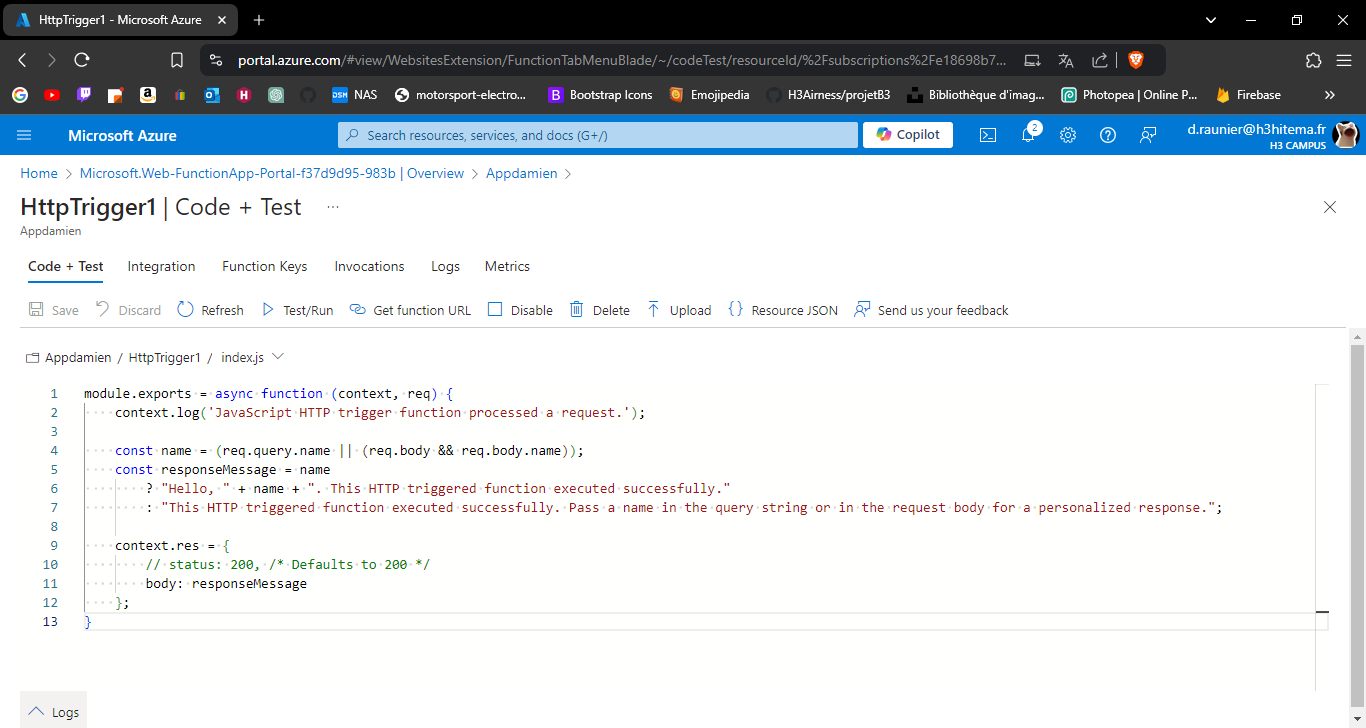 HttpTrigger1 - Microsoft Azure
portal.azure.com/#view/WebsitesExtension/FunctionTabMenuBlade/~/codeTest/resourceId/%2Fsubscriptions%2Fe18698b7...
NAS motorsport-electro... Bootstrap Icons Emojipedia H3Airness/projetB3 Bibliothèque d'imag... Photopea | Online P... Firebase
Microsoft Azure Search resources, services, and docs (G+/) Copilot 2 d.raunier@h3hitema.fr
H3 CAMPUS
Home > Microsoft.Web-FunctionApp-Portal-f37d9d95-983b | Overview > Appdamien >
HttpTrigger1 | Code + Test ...
Appdamien
Code + Test Integration Function Keys Invocations Logs Metrics
Save Discard Refresh Test/Run Get function URL Disable Delete Upload {} Resource JSON Send us your feedback
Appdamien / HttpTrigger1 / index.js
1 module.exports = async function (context, req) {
2 context.log('JavaScript HTTP trigger function processed a request.');
3
4 const name = (req.query.name || (req.body && req.body.name));
5 const responseMessage = name
6 ? "Hello, " + name + ". This HTTP triggered function executed successfully."
7 : "This HTTP triggered function executed successfully. Pass a name in the query string or in the request body for a personalized response.";
8
9 context.res = {
10 // status: 200, /* Defaults to 200 */
11 body: responseMessage
12 };
13 }
Logs